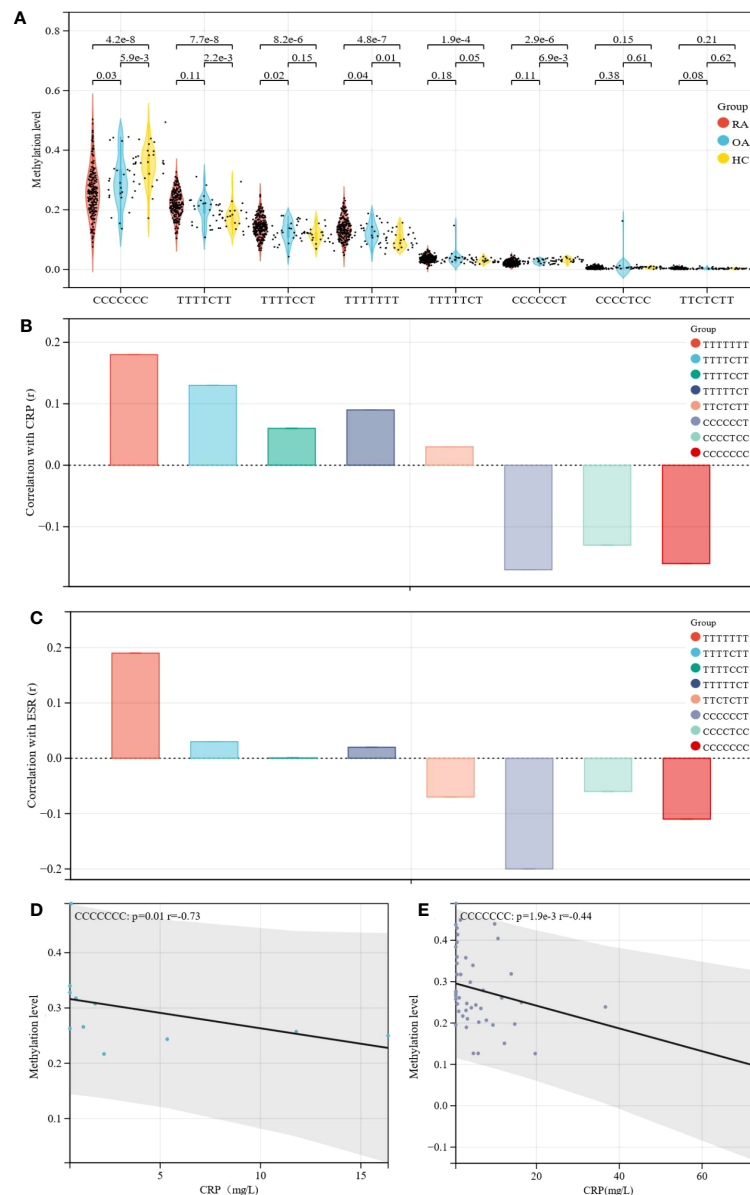 A
4.2e-8 7.7e-8 8.2e-6 4.8e-7 1.9e-4 2.9e-6 0.15 0.21
5.9e-3 2.2e-3 0.15 0.01 0.05 6.9e-3 0.61 0.62
0.03 0.11 0.02 0.04 0.18 0.11 0.38 0.08
Group
RA
OA
HC
Methylation level
0.8
0.6
0.4
0.2
0.0
CCCCCCC TTTTCTT TTTTCCT TTTTTTT TTTTTCT CCCCCCT CCCCTCC TTCTCTT
B
Correlation with CRP (r)
0.2
0.1
0.0
−0.1
Group
TTTTTTT
TTTTCTT
TTTTCCT
TTTTTCT
TTCTCTT
CCCCCCT
CCCCTCC
CCCCCCC
C
Correlation with ESR (r)
0.2
0.1
0.0
−0.1
−0.2
Group
TTTTTTT
TTTTCTT
TTTTCCT
TTTTTCT
TTCTCTT
CCCCCCT
CCCCTCC
CCCCCCC
D
CCCCCCC: p=0.01 r=-0.73
Methylation level
0.4
0.3
0.2
0.1
5 10 15
CRP (mg/L)
E
CCCCCCC: p=1.9e-3 r=-0.44
Methylation level
0.4
0.3
0.2
0.1
0.0
−0.1
20 40 60
CRP(mg/L)